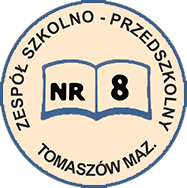 ZESPÓŁ SZKOLNO - PRZEDSZKOLNY
NR 8
TOMASZÓW MAZ.